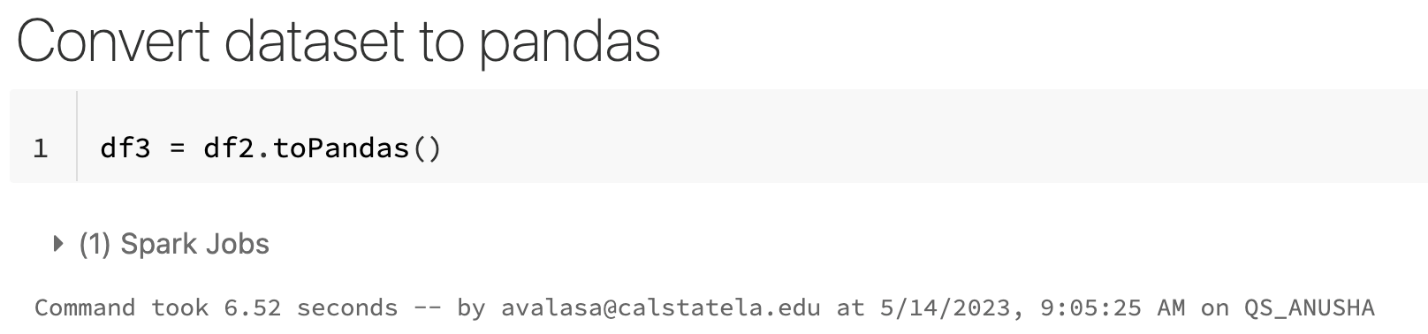 Convert dataset to pandas
1 df3 = df2.toPandas()
(1) Spark Jobs
Command took 6.52 seconds -- by avalasa@calstatela.edu at 5/14/2023, 9:05:25 AM on QS_ANUSHA